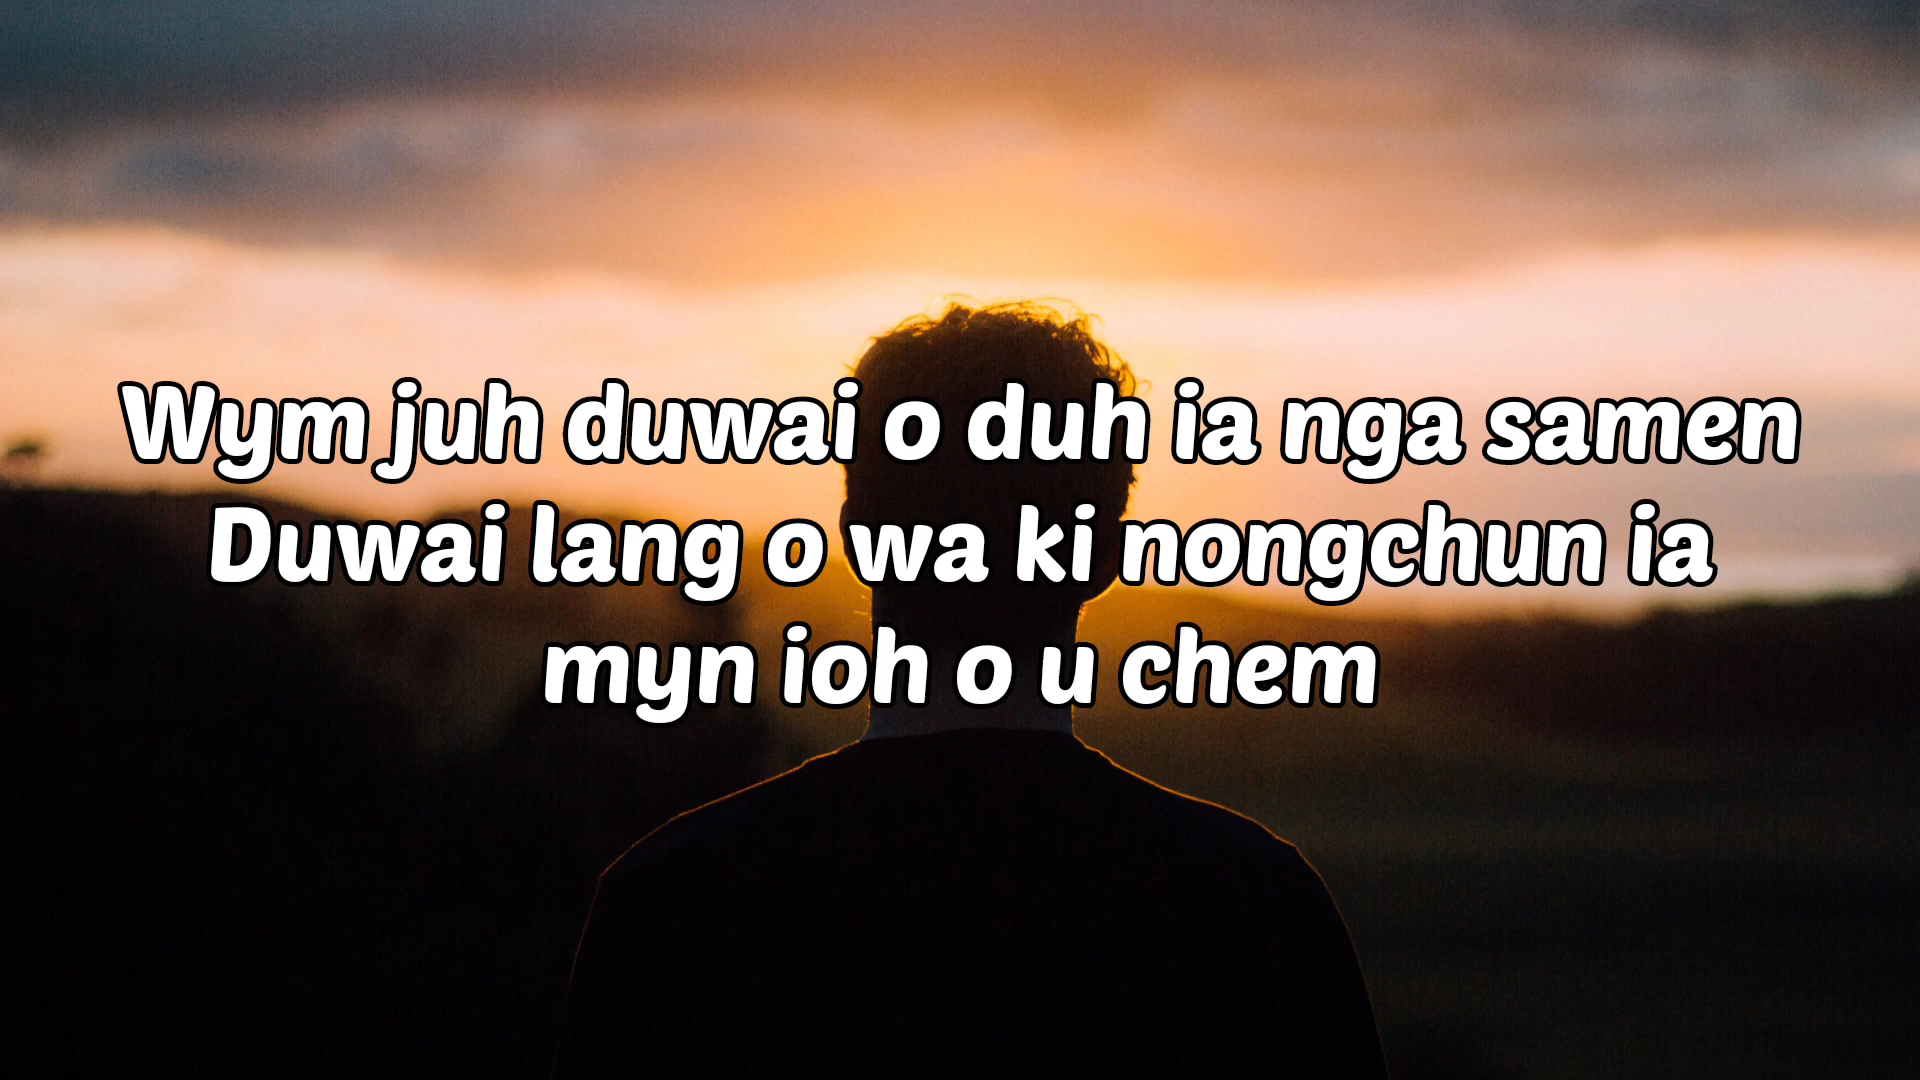 Wym juh duwai o duh ia nga samen
Duwai lang o wa ki nongchun ia
myn ioh o u chem